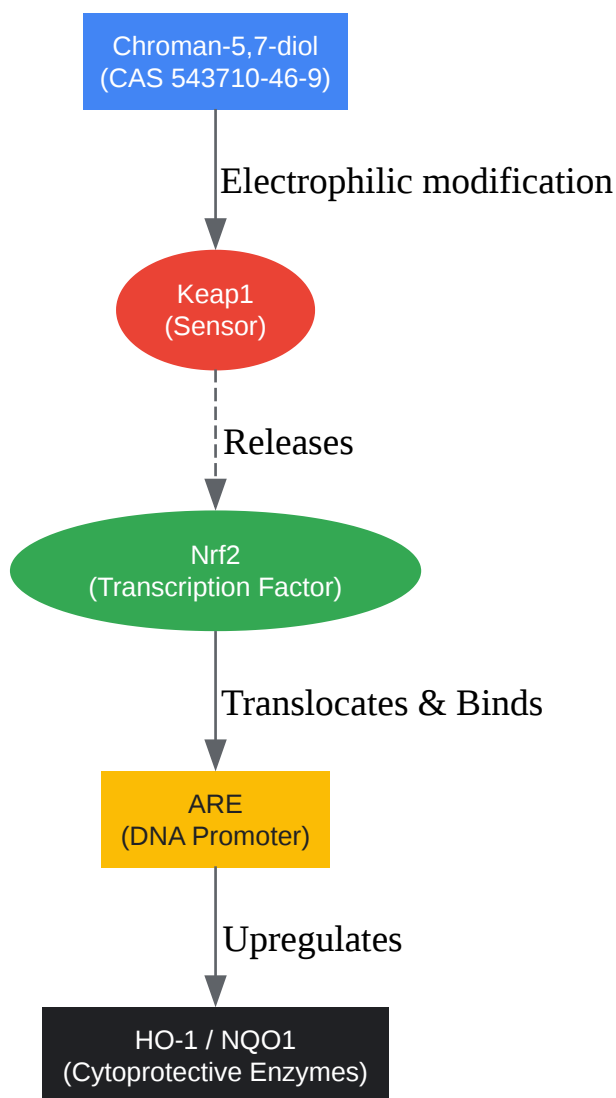 Chroman-5,7-diol
(CAS 543710-46-9)
Electrophilic modification
Keap1
(Sensor)
Releases
Nrf2
(Transcription Factor)
Translocates & Binds
ARE
(DNA Promoter)
Upregulates
HO-1 / NQO1
(Cytoprotective Enzymes)